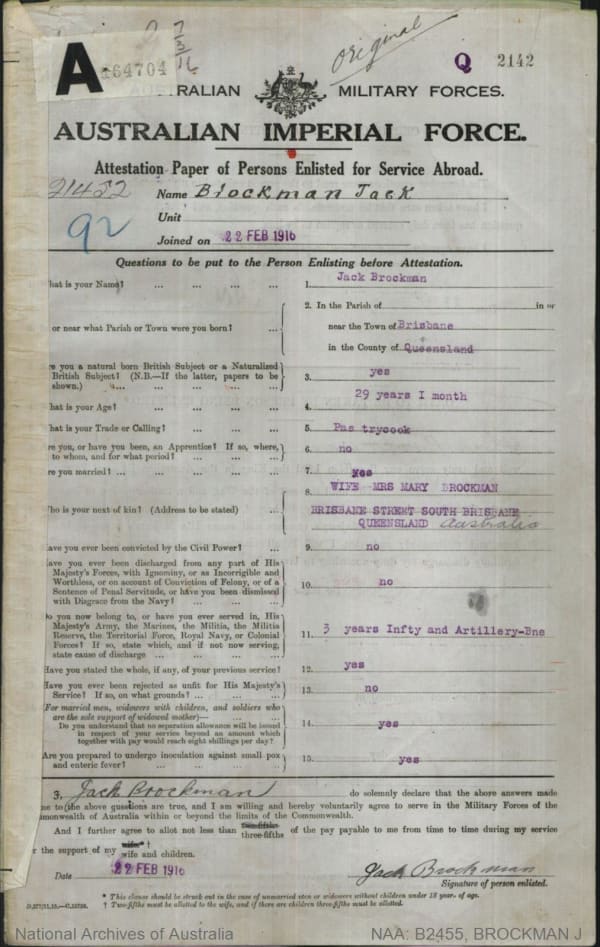 A 164704
original
Q 2142
TRALIAN MILITARY FORCES.
AUSTRALIAN IMPERIAL FORCE.
Attestation Paper of Persons Enlisted for Service Abroad.
21452 Name Brockman Jack
92 Unit
Joined on 22 FEB 1916
Questions to be put to the Person Enlisting before Attestation.
hat is your Name? ... ... ... ... 1. Jack Brockman
2. In the Parish of in or
or near what Parish or Town were you born? ... near the Town of Brisbane
in the County of Queensland
re you a natural born British Subject or a Naturalized
British Subject? (N.B.—If the latter, papers to be
shown.) ... ... ... ... 3. yes
hat is your Age? ... ... ... ... 4. 29 years I month
hat is your Trade or Calling? ... ... ... 5. Pas trycook
re you, or have you been, an Apprentice? If so, where,
to whom, and for what period? ... ... ... 6. no
re you married? ... ... ... ... ... 7. yes
ho is your next of kin? (Address to be stated) ... 8. WIFE MRS MARY BROCKMAN
BRISBANE STREET SOUTH BRISBANE
QUEENSLAND Australia
ave you ever been convicted by the Civil Power? ... 9. no
ave you ever been discharged from any part of His
Majesty's Forces, with Ignominy, or as Incorrigible and
Worthless, or on account of Conviction of Felony, or of a
Sentence of Penal Servitude, or have you been dismissed
with Disgrace from the Navy? ... ... ... 10. no
o you now belong to, or have you ever served in, His
Majesty's Army, the Marines, the Militia, the Militia
Reserve, the Territorial Force, Royal Navy, or Colonial
Forces? If so, state which, and if not now serving,
state cause of discharge ... ... ... ... 11. 3 years Infty and Artillery-Bne
Have you stated the whole, if any, of your previous service? 12. yes
Have you ever been rejected as unfit for His Majesty's
Service? If so, on what grounds? ... ... ... 13. no
For married men, widowers with children, and soldiers who
are the sole support of widowed mother)—
Do you understand that no separation allowance will be issued
in respect of your service beyond an amount which
together with pay would reach eight shillings per day? ... 14. yes
Are you prepared to undergo inoculation against small pox
and enteric fever? ... ... ... ... 15. yes
3, Jack Brockman do solemnly declare that the above answers made
me to the above questions are true, and I am willing and hereby voluntarily agree to serve in the Military Forces of the
monwealth of Australia within or beyond the limits of the Commonwealth.
And I further agree to allot not less than two-fifths three-fifths of the pay payable to me from time to time during my service
r the support of my wife* †
wife and children.
Date 22 FEB 1916 Jack Brockman
Signature of person enlisted.
* This clause should be struck out in the case of unmarried men or widowers without children under 18 years of age.
† Two-fifths must be allotted to the wife, and if there are children three-fifths must be allotted.
National Archives of Australia NAA: B2455, BROCKMAN J